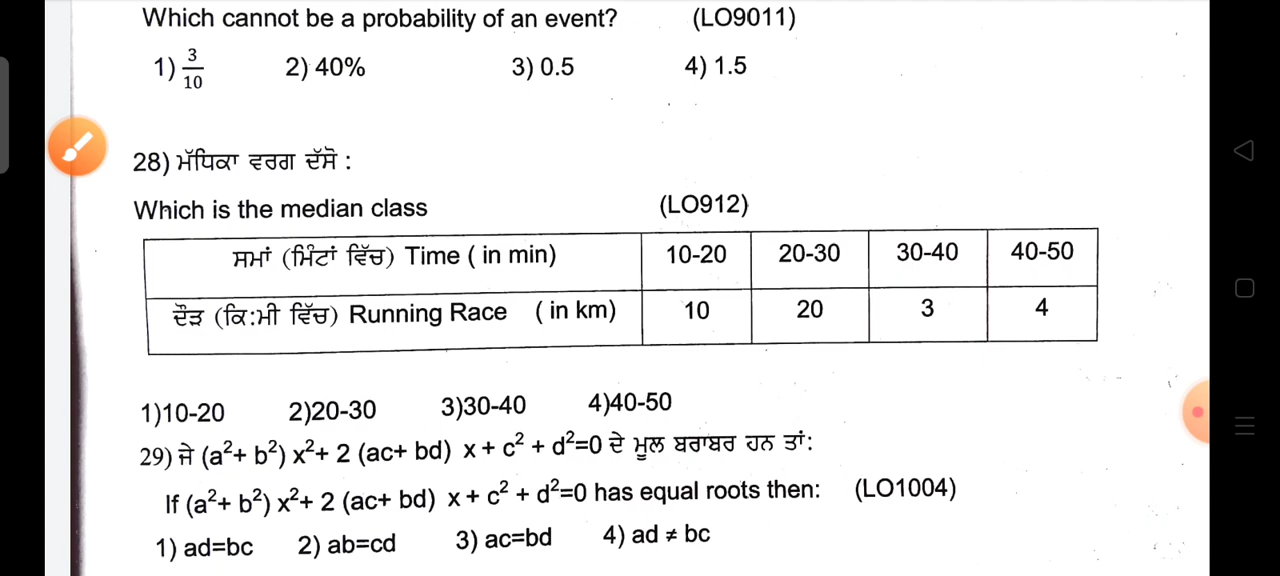 Which cannot be a probability of an event? (LO9011)
1) 3/10 2) 40% 3) 0.5 4) 1.5
28) ਮੱਧਿਕਾ ਵਰਗ ਦੱਸੋ :
Which is the median class (LO912)
ਸਮਾਂ (ਮਿੰਟਾਂ ਵਿੱਚ) Time ( in min) 10-20 20-30 30-40 40-50
ਦੌੜ (ਕਿ:ਮੀ ਵਿੱਚ) Running Race ( in km) 10 20 3 4
1)10-20 2)20-30 3)30-40 4)40-50
29) ਜੇ (a²+ b²) x²+ 2 (ac+ bd) x + c² + d²=0 ਦੇ ਮੂਲ ਬਰਾਬਰ ਹਨ ਤਾਂ:
If (a²+ b²) x²+ 2 (ac+ bd) x + c² + d²=0 has equal roots then: (LO1004)
1) ad=bc 2) ab=cd 3) ac=bd 4) ad ≠ bc